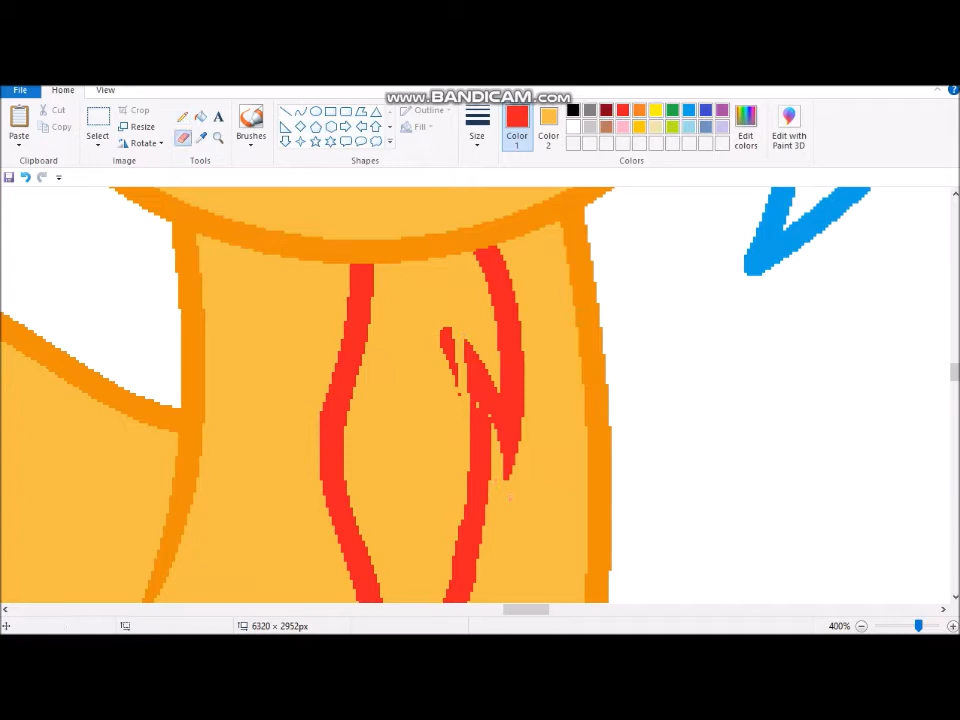 File Home View
www.BANDICAM.com
Paste
Cut
Copy
Clipboard
Select
Crop
Resize
Rotate
Image
A
Tools
Brushes
Shapes
Outline
Fill
Size
Color 1
Color 2
Colors
Edit colors
Edit with Paint 3D
6320 × 2952px
400%